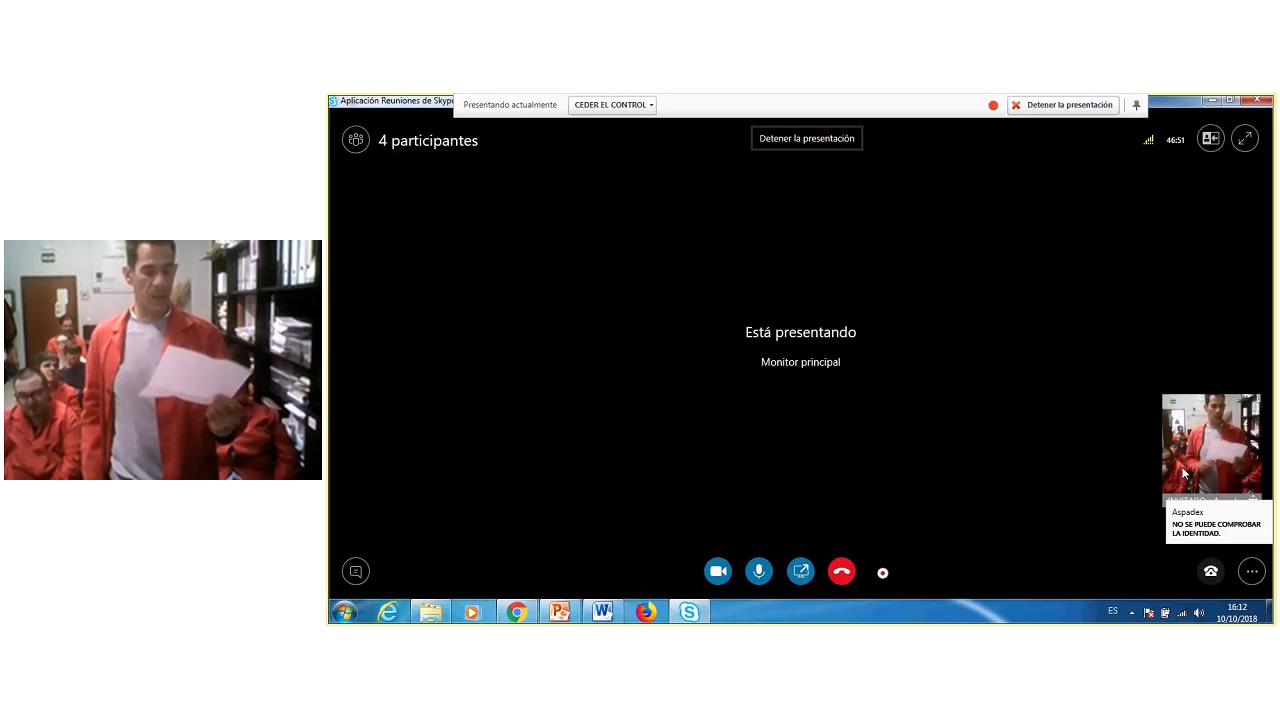 Aplicación Reuniones de Skype
Presentando actualmente
CEDER EL CONTROL
Detener la presentación
4 participantes
Detener la presentación
46:51
Está presentando
Monitor principal
Aspadex
NO SE PUEDE COMPROBAR
LA IDENTIDAD.
ES
16:12
10/10/2018